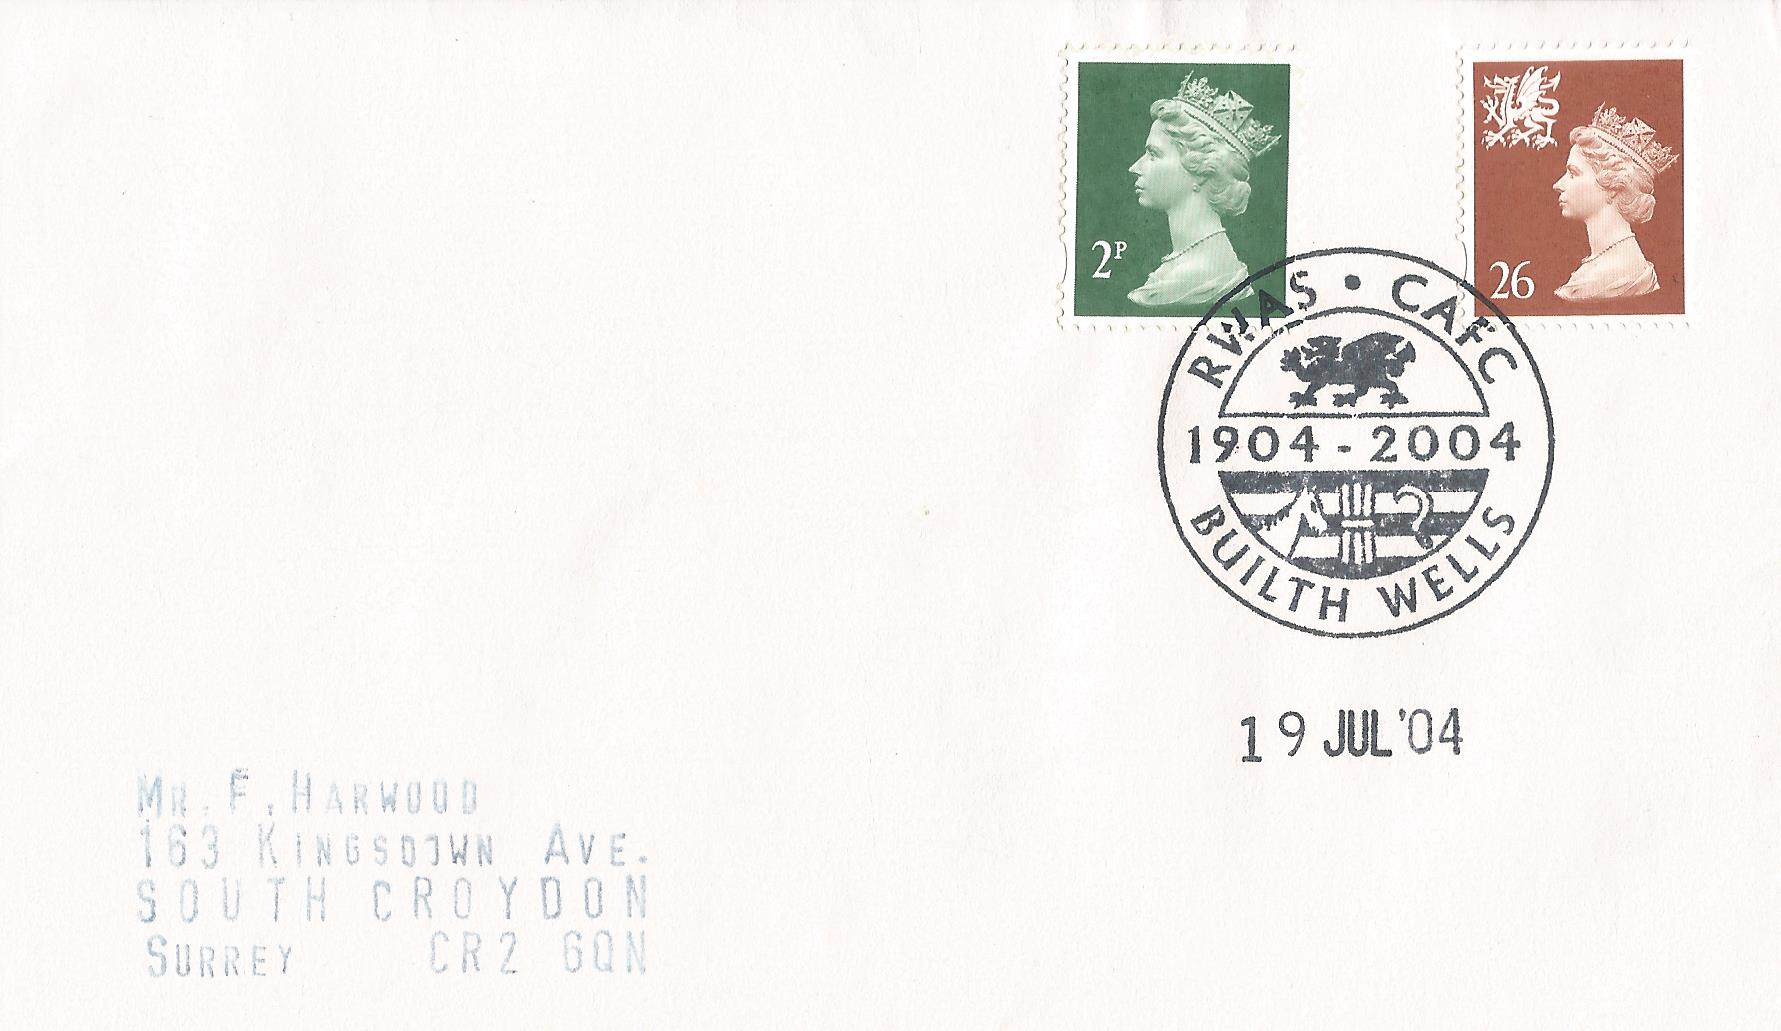 2P
26
RWAS • CAFC
1904-2004
BUILTH WELLS
19 JUL '04
MR. F. HARWOOD
163 KINGSDOWN AVE.
SOUTH CROYDON
SURREY CR2 6QN